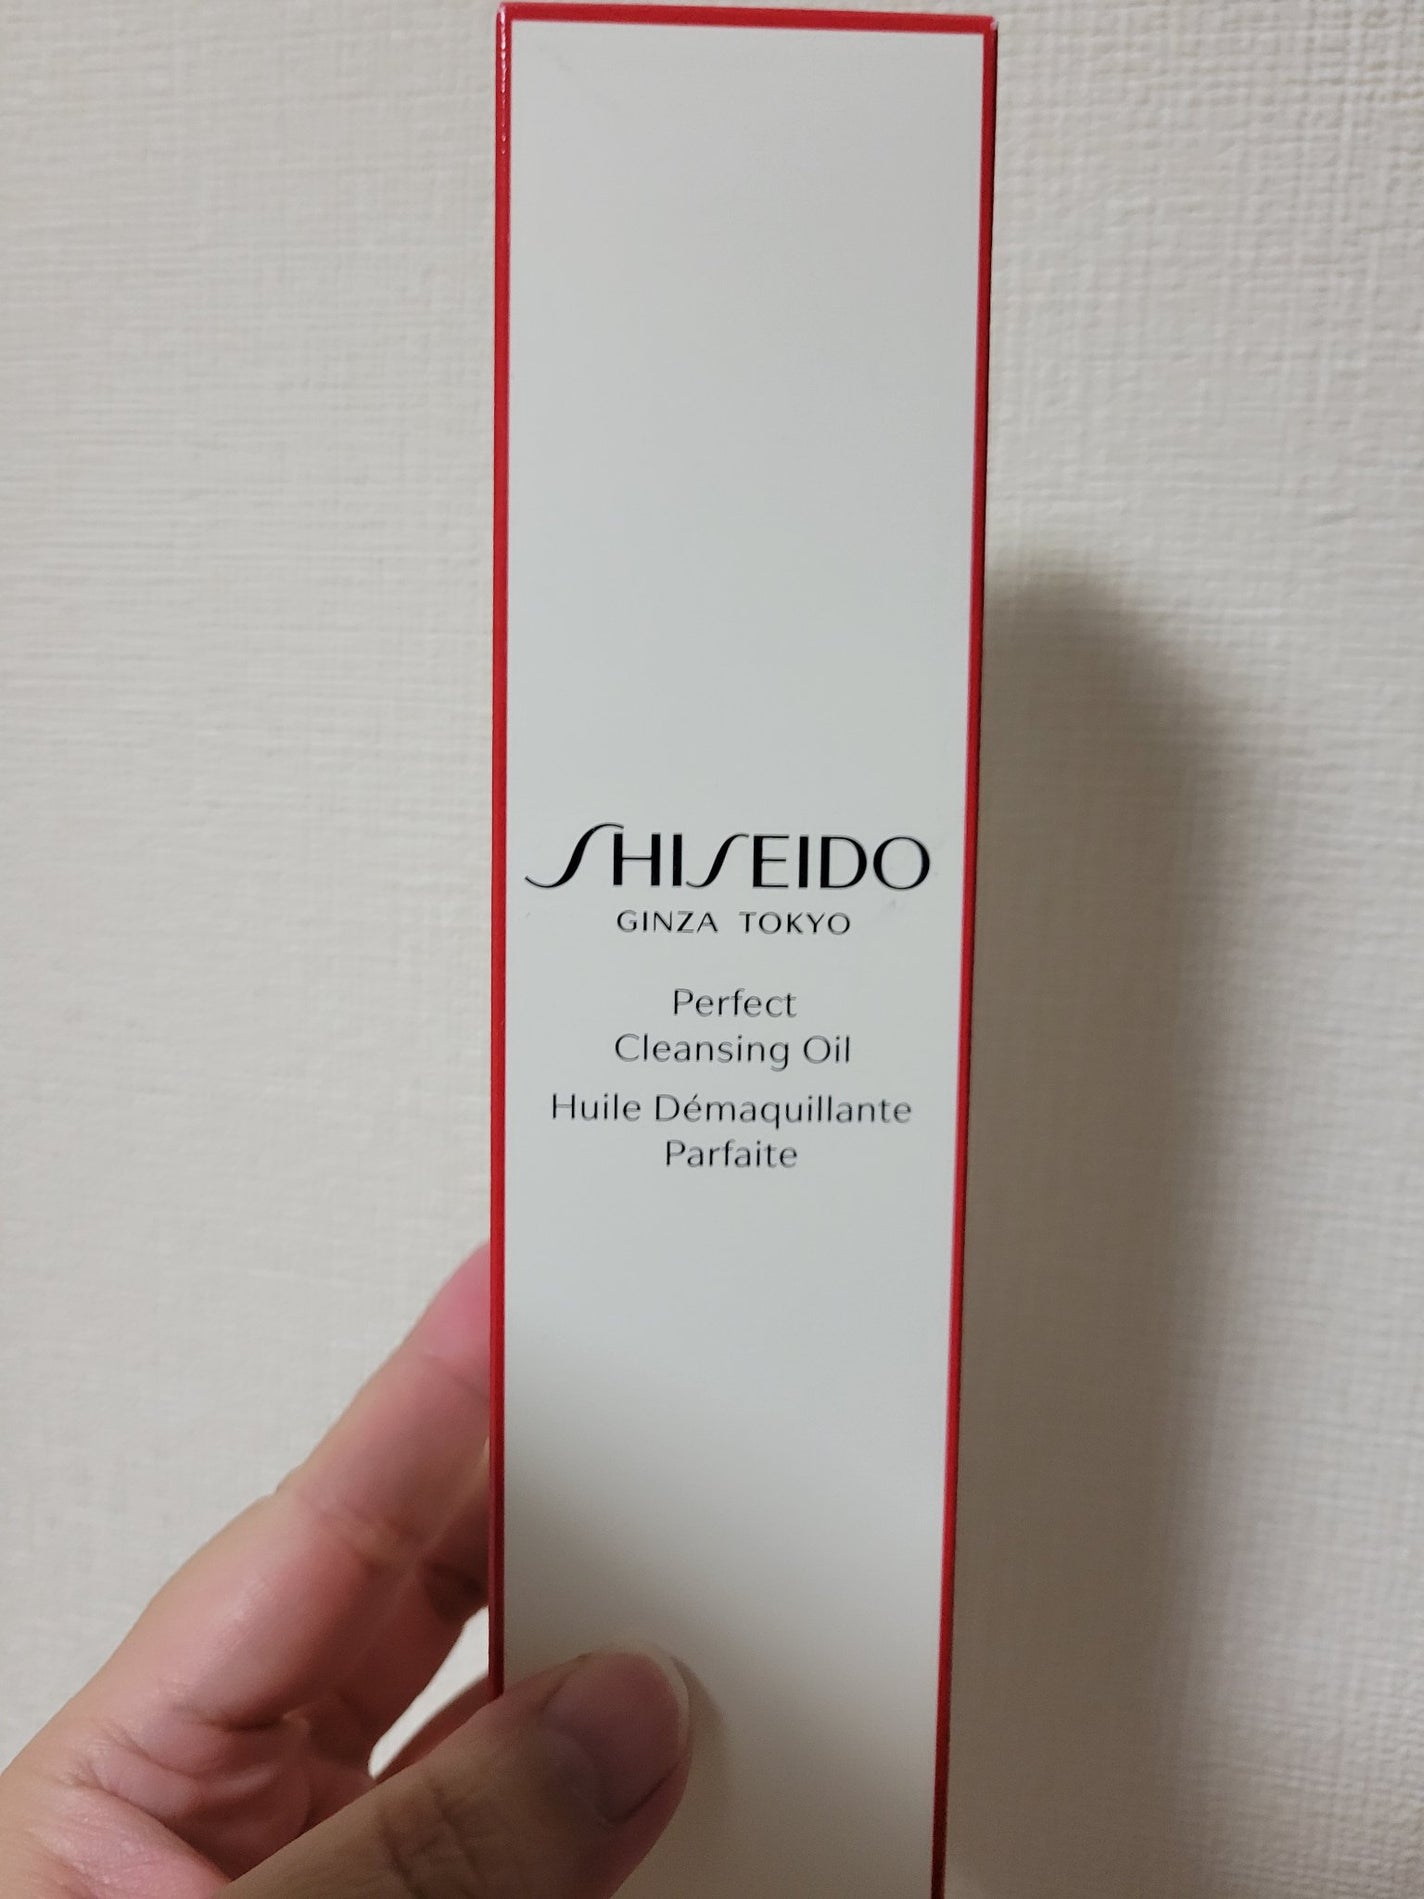 SHISEIDO
GINZA TOKYO
Perfect
Cleansing Oil
Huile Démaquillante
Parfaite